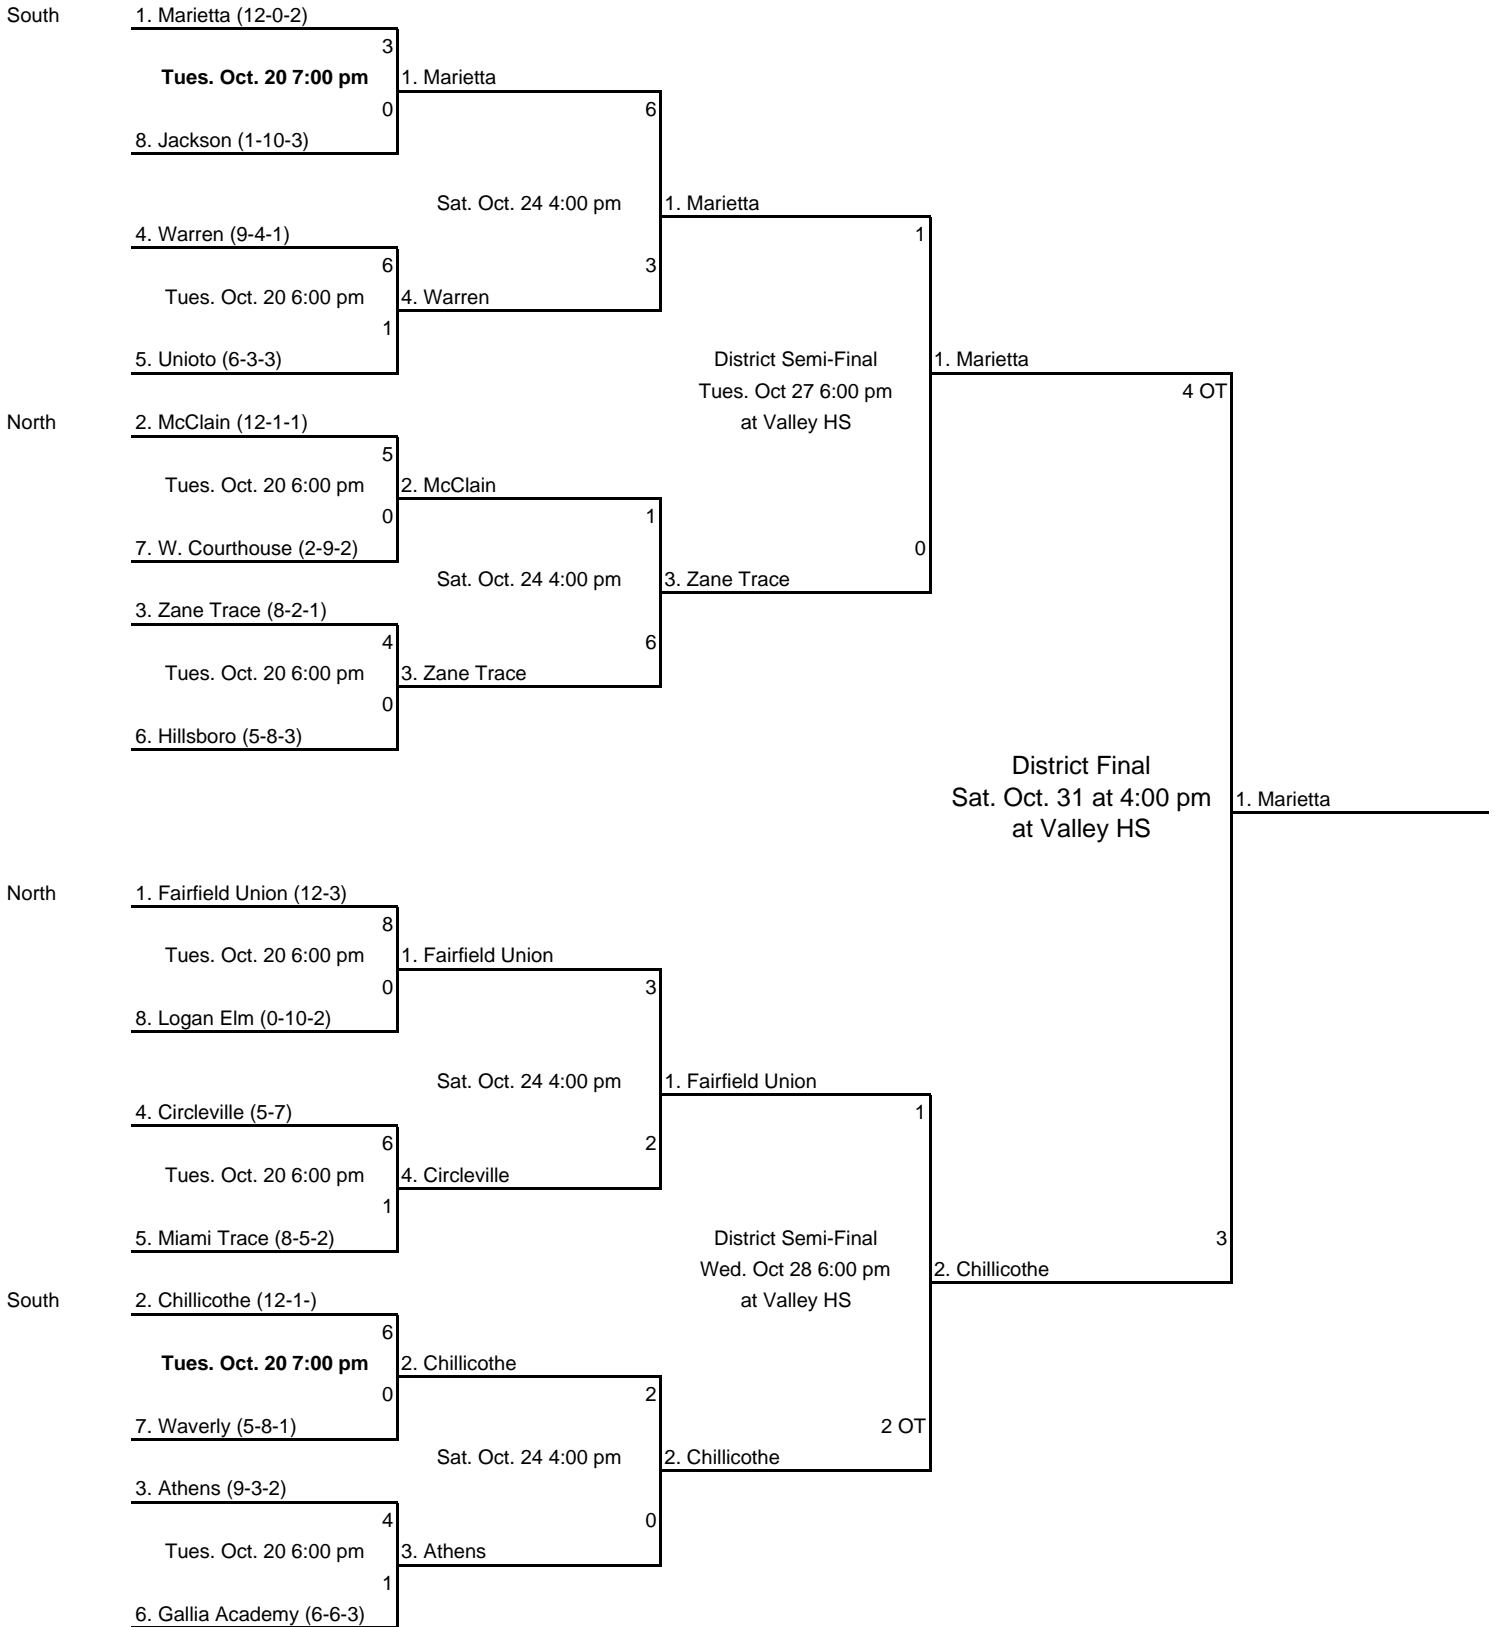 South
1. Marietta (12-0-2)
3
Tues. Oct. 20 7:00 pm
1. Marietta
0
6
8. Jackson (1-10-3)
Sat. Oct. 24 4:00 pm
1. Marietta
4. Warren (9-4-1)
1
6
3
Tues. Oct. 20 6:00 pm
4. Warren
1
5. Unioto (6-3-3)
District Semi-Final
1. Marietta
Tues. Oct 27 6:00 pm
4 OT
North
2. McClain (12-1-1)
at Valley HS
5
Tues. Oct. 20 6:00 pm
2. McClain
0
1
7. W. Courthouse (2-9-2)
0
Sat. Oct. 24 4:00 pm
3. Zane Trace
3. Zane Trace (8-2-1)
4
6
Tues. Oct. 20 6:00 pm
3. Zane Trace
0
6. Hillsboro (5-8-3)
District Final
Sat. Oct. 31 at 4:00 pm
1. Marietta
at Valley HS
North
1. Fairfield Union (12-3)
8
Tues. Oct. 20 6:00 pm
1. Fairfield Union
0
3
8. Logan Elm (0-10-2)
Sat. Oct. 24 4:00 pm
1. Fairfield Union
4. Circleville (5-7)
1
6
2
Tues. Oct. 20 6:00 pm
4. Circleville
1
5. Miami Trace (8-5-2)
District Semi-Final
3
Wed. Oct 28 6:00 pm
2. Chillicothe
South
2. Chillicothe (12-1-)
at Valley HS
6
Tues. Oct. 20 7:00 pm
2. Chillicothe
0
2
7. Waverly (5-8-1)
2 OT
Sat. Oct. 24 4:00 pm
2. Chillicothe
3. Athens (9-3-2)
4
0
Tues. Oct. 20 6:00 pm
3. Athens
1
6. Gallia Academy (6-6-3)